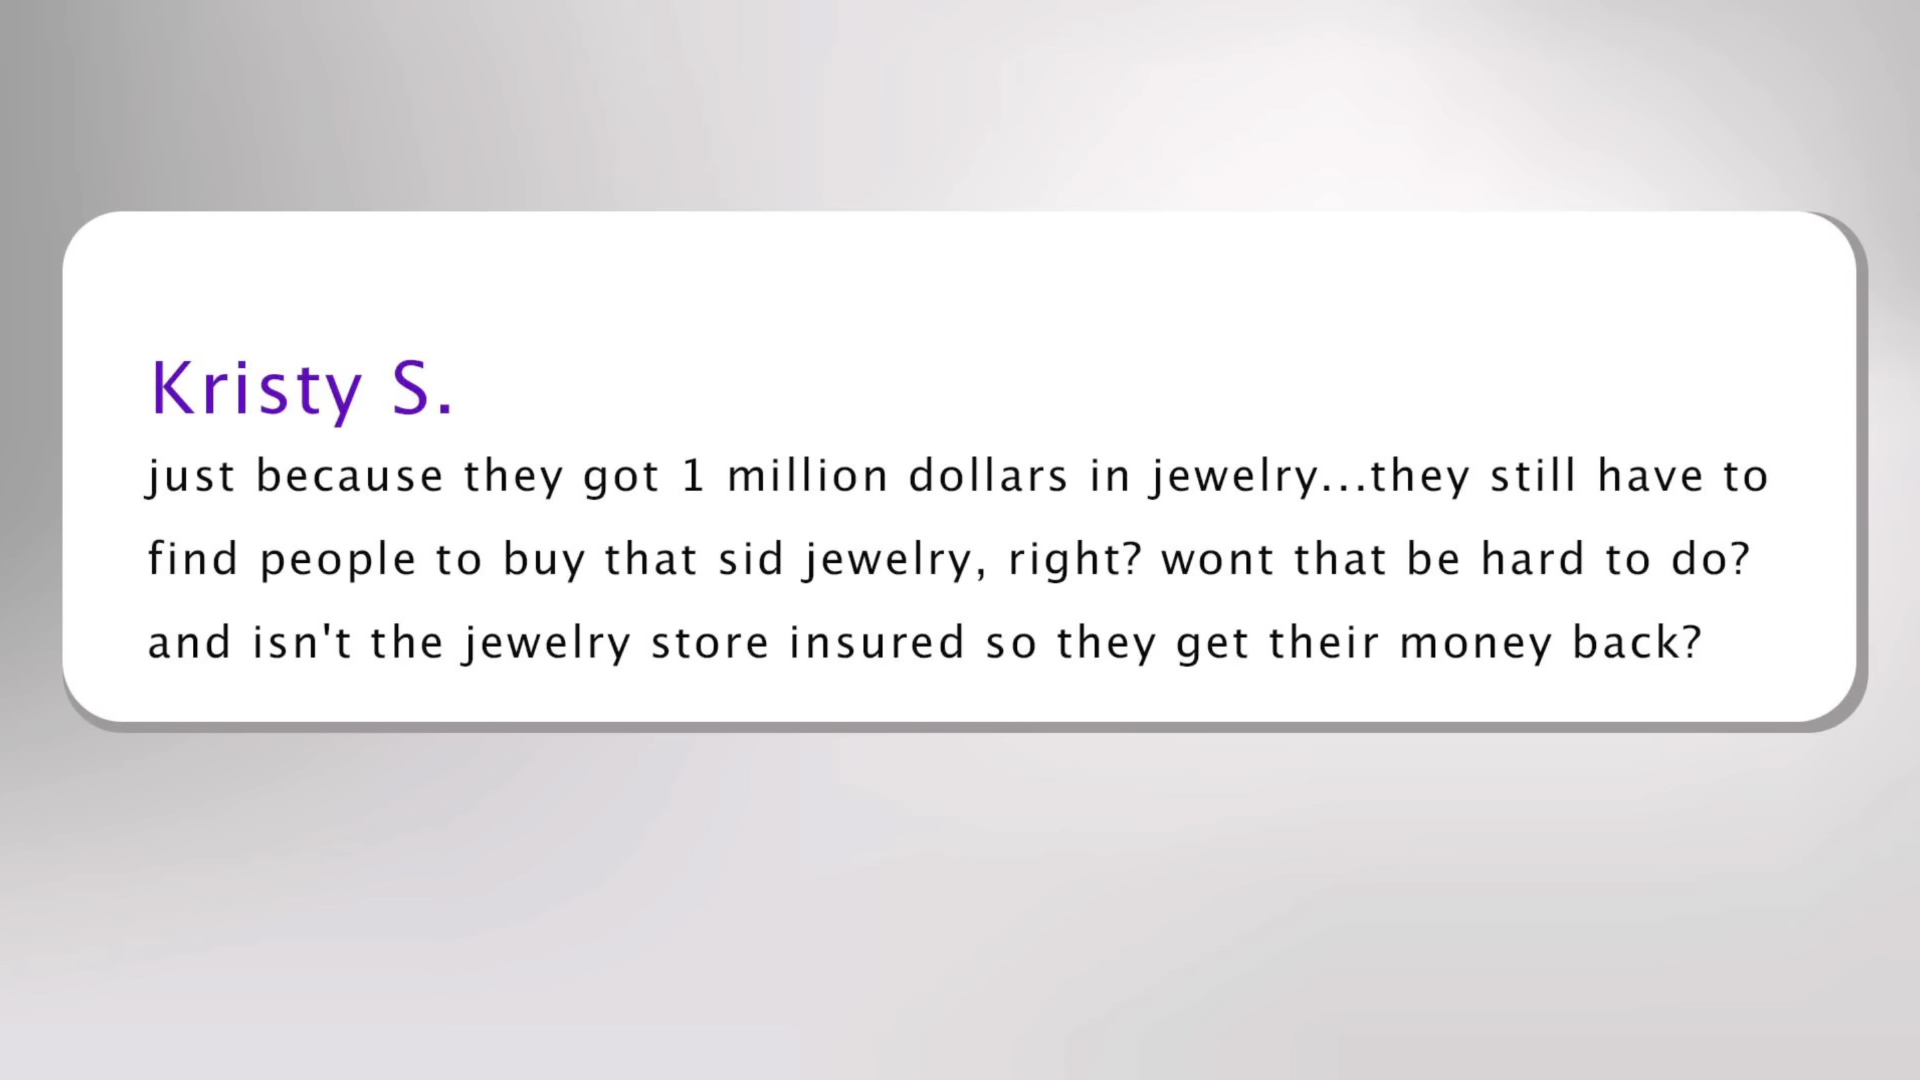 Kristy S.
just because they got 1 million dollars in jewelry...they still have to
find people to buy that sid jewelry, right? wont that be hard to do?
and isn't the jewelry store insured so they get their money back?